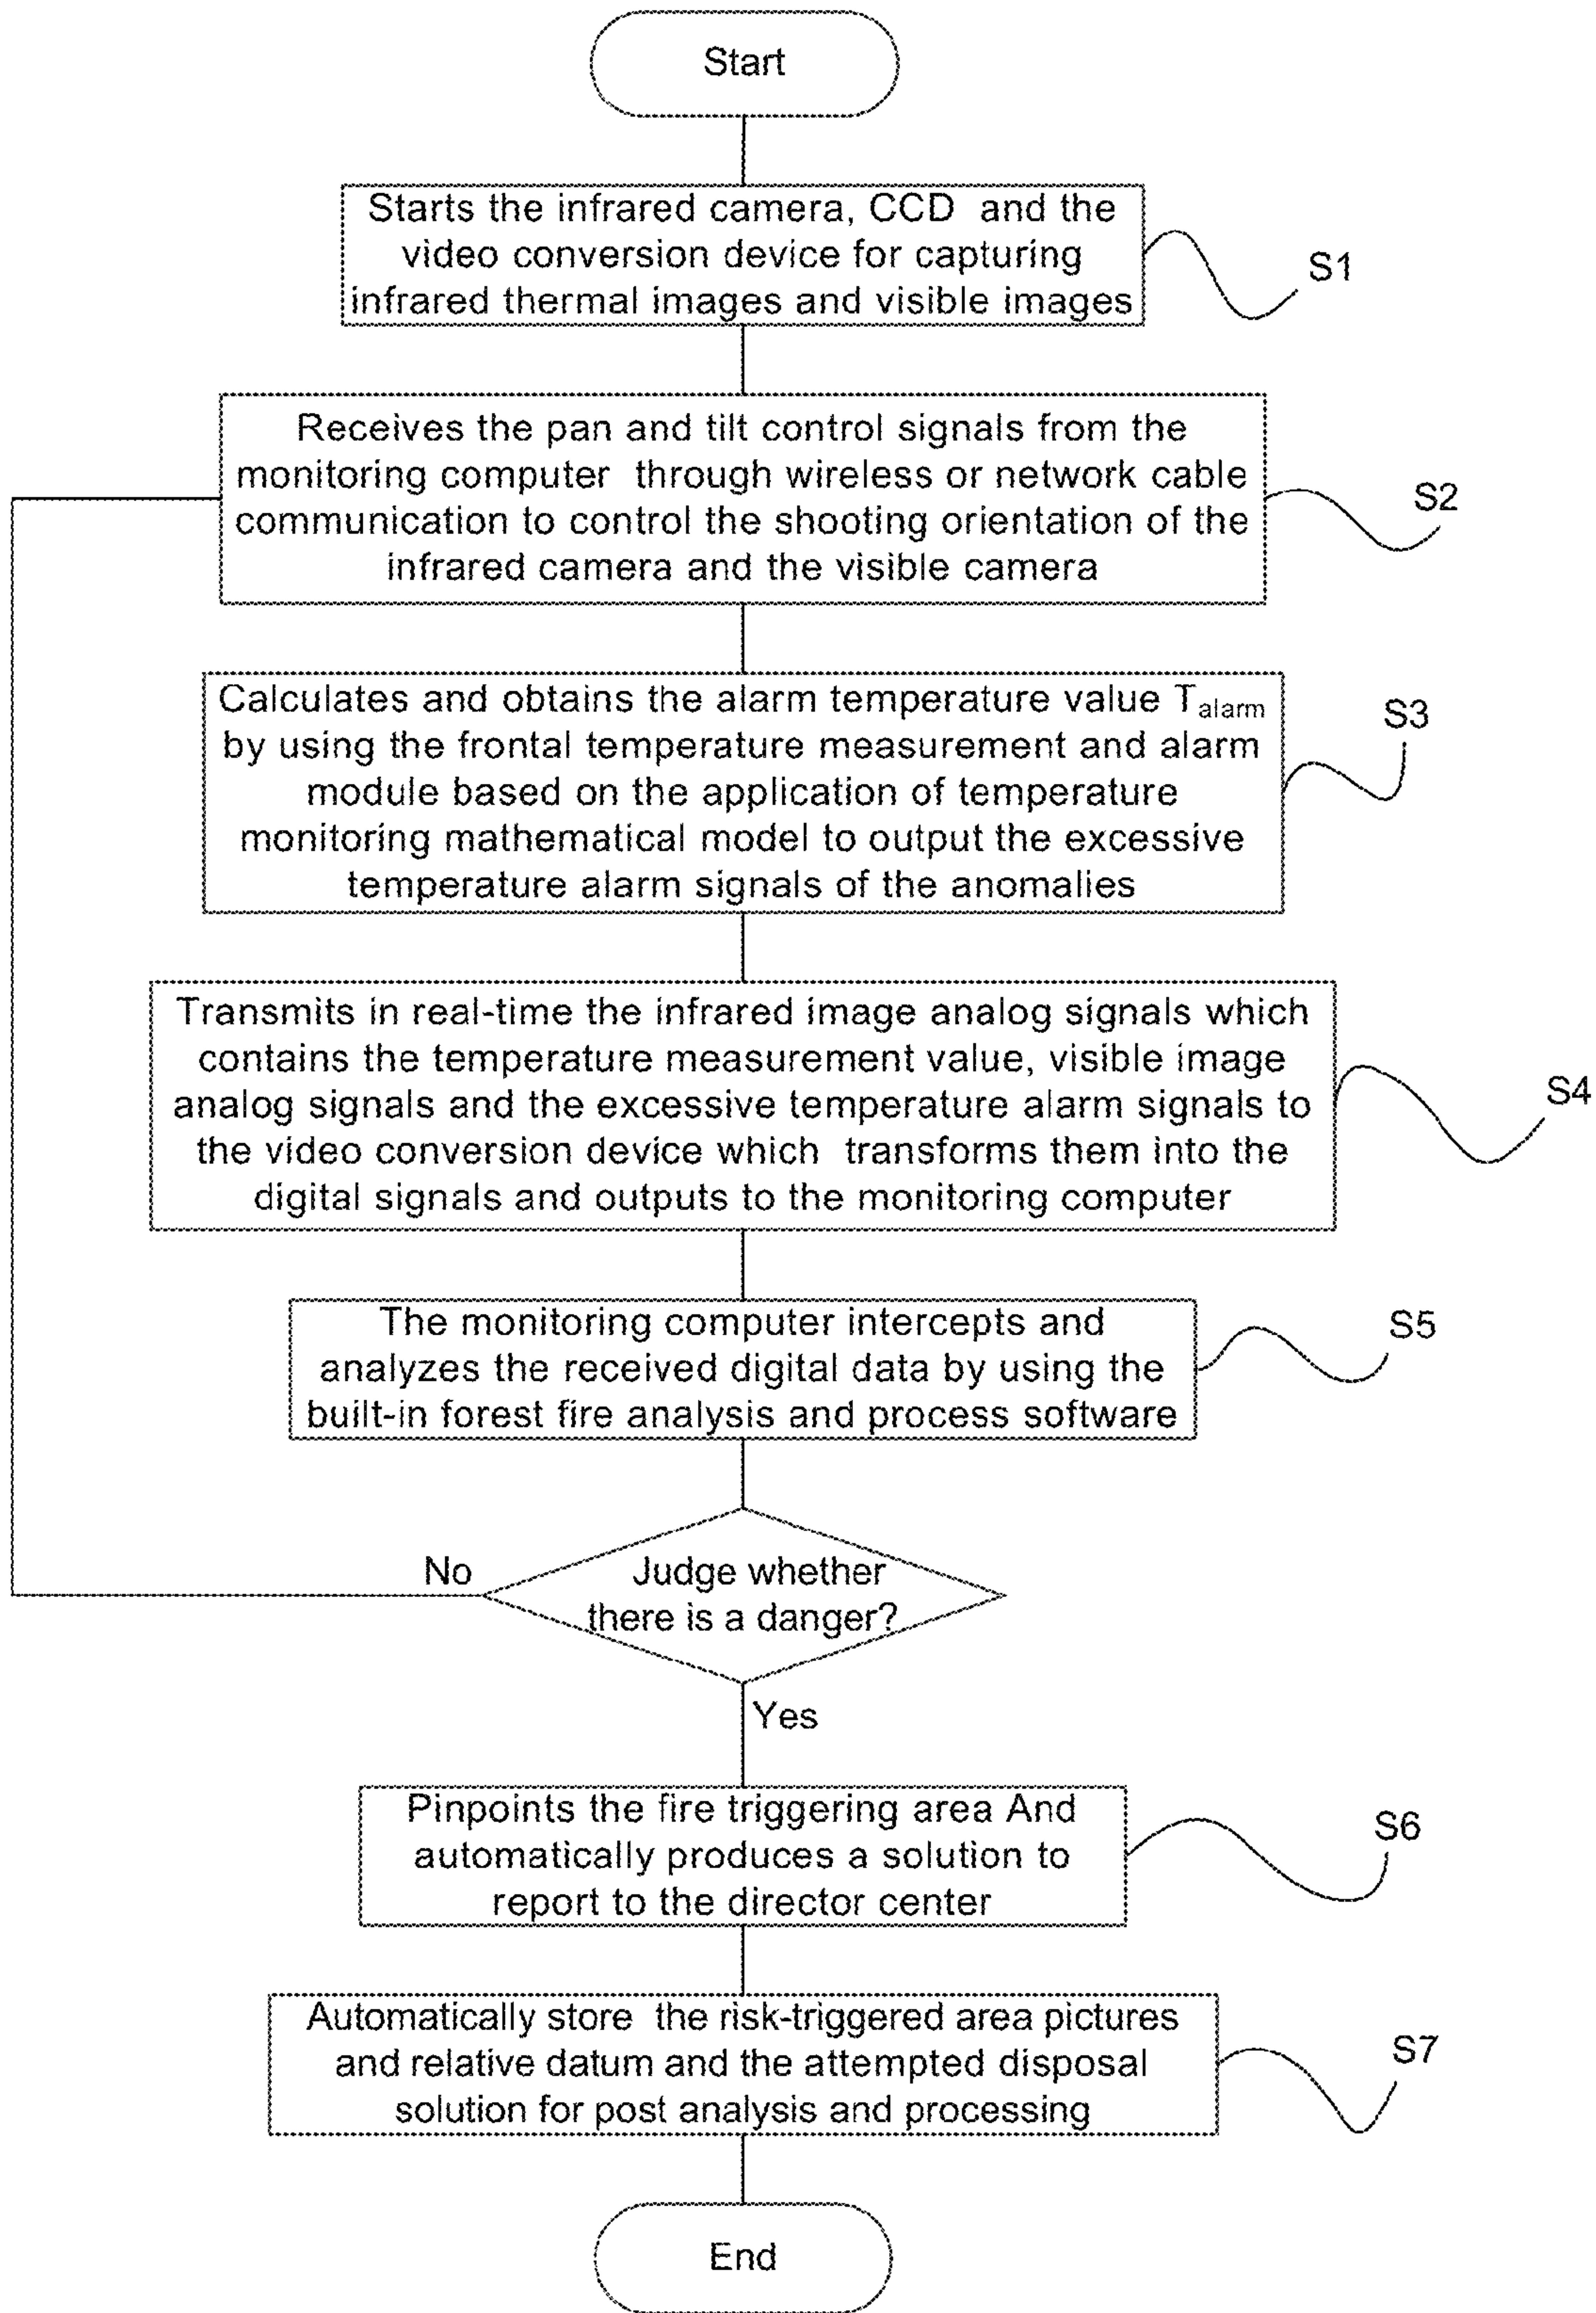 Start
Starts the infrared camera, CCD and the
video conversion device for capturing
infrared thermal images and visible images
S1
Receives the pan and tilt control signals from the
monitoring computer through wireless or network cable
communication to control the shooting orientation of the
infrared camera and the visible camera
S2
Calculates and obtains the alarm temperature value Talarm
by using the frontal temperature measurement and alarm
module based on the application of temperature
monitoring mathematical model to output the excessive
temperature alarm signals of the anomalies
S3
Transmits in real-time the infrared image analog signals which
contains the temperature measurement value, visible image
analog signals and the excessive temperature alarm signals to
the video conversion device which transforms them into the
digital signals and outputs to the monitoring computer
S4
The monitoring computer intercepts and
analyzes the received digital data by using the
built-in forest fire analysis and process software
S5
No
Judge whether
there is a danger?
Yes
Pinpoints the fire triggering area And
automatically produces a solution to
report to the director center
S6
Automatically store the risk-triggered area pictures
and relative datum and the attempted disposal
solution for post analysis and processing
S7
End